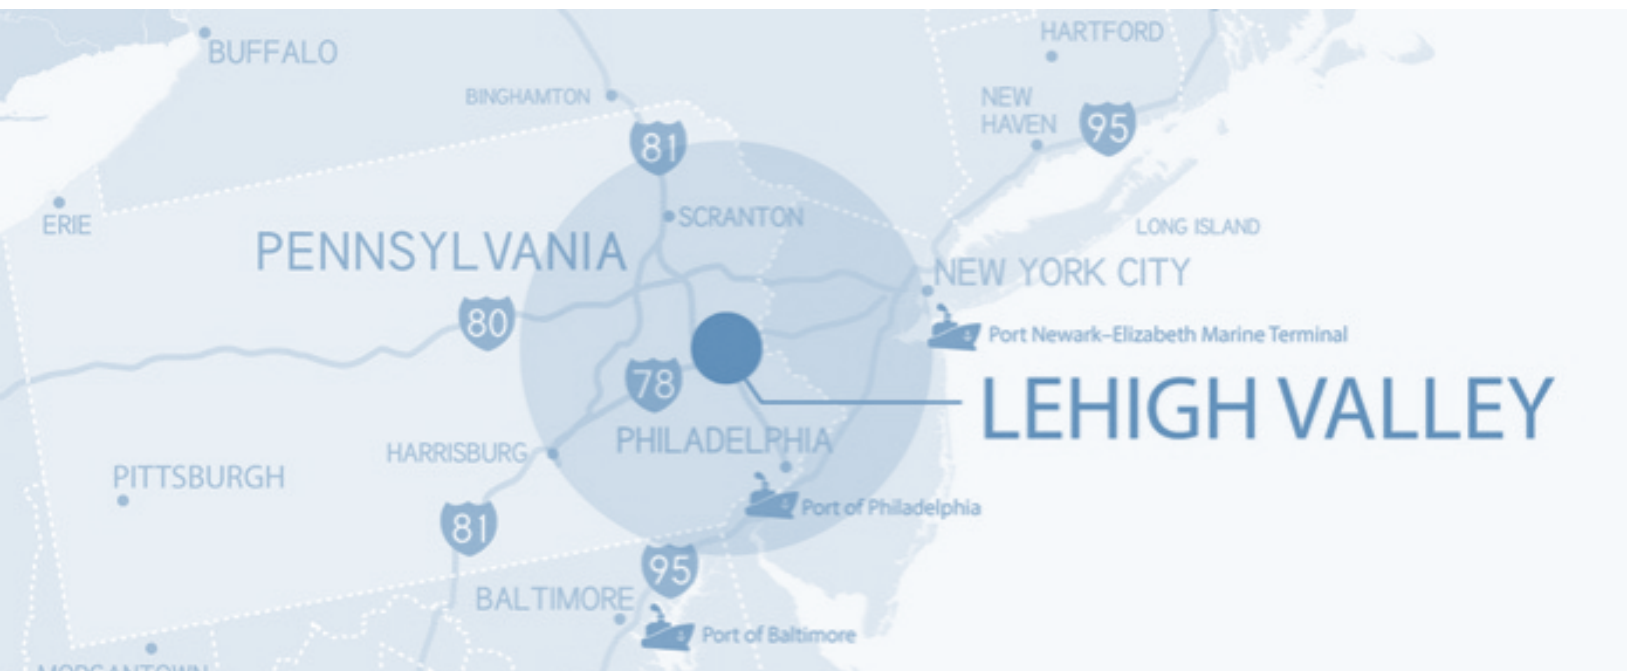 BUFFALO
HARTFORD
BINGHAMTON
NEW
HAVEN
95
81
ERIE
SCRANTON
PENNSYLVANIA
LONG ISLAND
NEW YORK CITY
80
Port Newark–Elizabeth Marine Terminal
78
LEHIGH VALLEY
PHILADELPHIA
HARRISBURG
PITTSBURGH
Port of Philadelphia
81
95
BALTIMORE
Port of Baltimore
MORGANTOWN